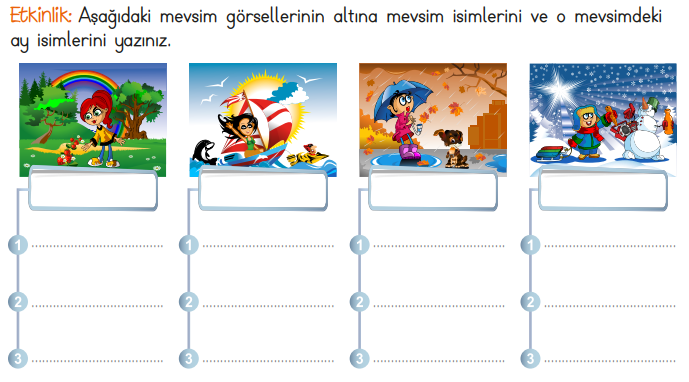 Etkinlik: Aşağıdaki mevsim görsellerinin altına mevsim isimlerini ve o mevsimdeki
ay isimlerini yazınız.
1 1 1 1
2 2 2 2
3 3 3 3